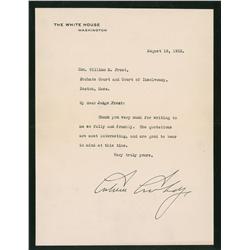 THE WHITE HOUSE
WASHINGTON
August 18, 1923.
Hon. William M. Prest,
Probate Court and Court of Insolvency,
Boston, Mass.
My dear Judge Prest:
Thank you very much for writing to
me so fully and frankly. The quotations
are most interesting, and are good to bear
in mind at this time.
Very truly yours,
Calvin Coolidge